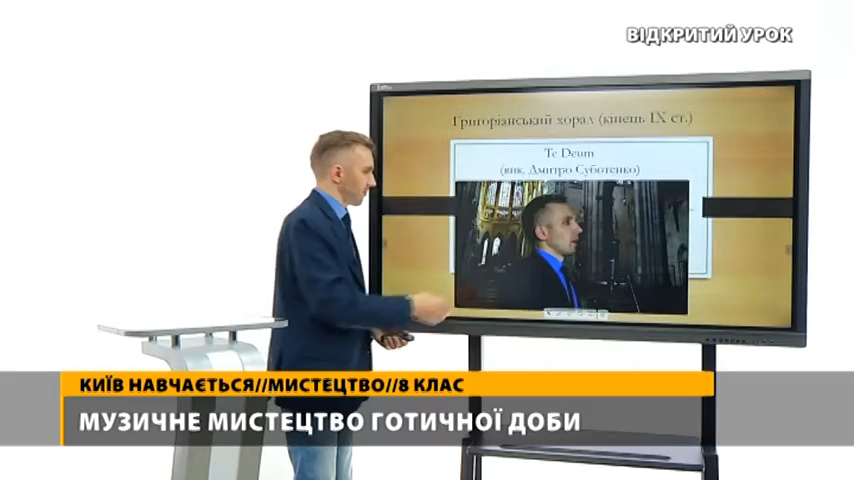 ВІДКРИТИЙ УРОК
Григоріанський хорал (кінець IX ст.)
Te Deum
(вик. Дмитро Суботенко)
КИЇВ НАВЧАЄТЬСЯ//МИСТЕЦТВО//8 КЛАС
МУЗИЧНЕ МИСТЕЦТВО ГОТИЧНОЇ ДОБИ